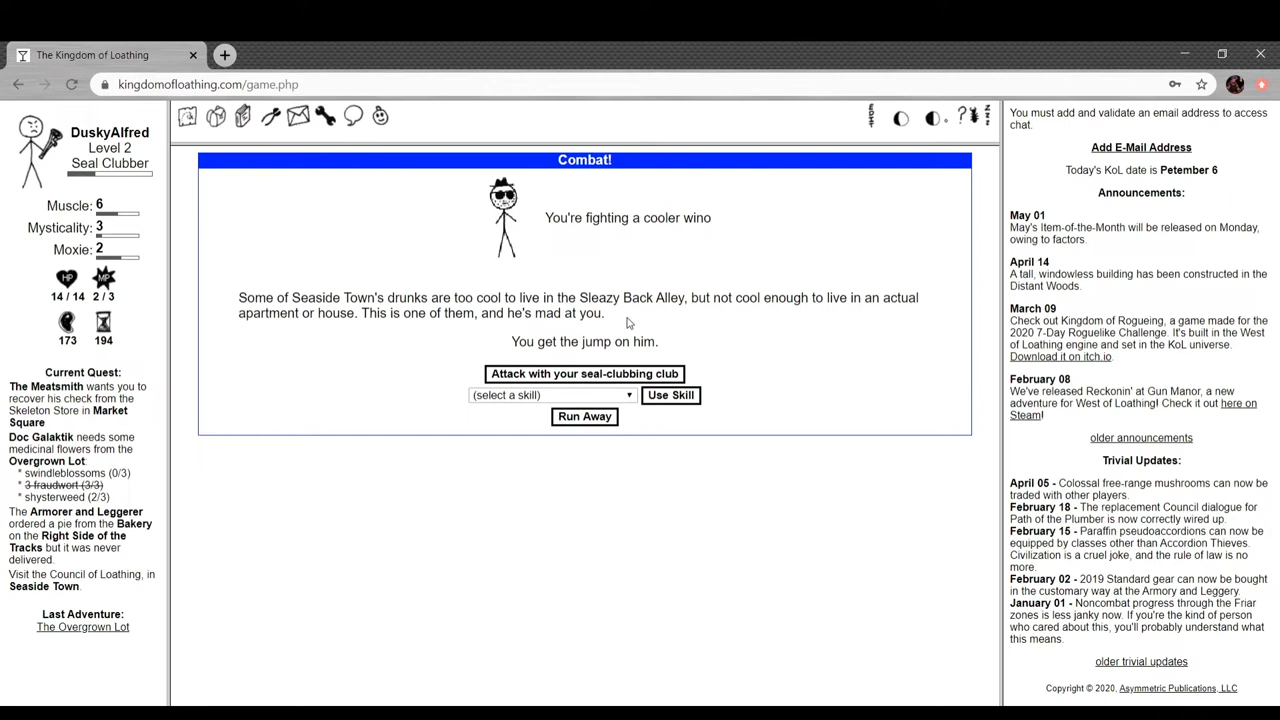 The Kingdom of Loathing
kingdomofloathing.com/game.php
DuskyAlfred
Level 2
Seal Clubber
Muscle: 6
Mysticality: 3
Moxie: 2
HP
MP
14 / 14
2 / 3
173
194
Current Quest:
The Meatsmith wants you to
recover his check from the
Skeleton Store in Market
Square
Doc Galaktik needs some
medicinal flowers from the
Overgrown Lot:
* swindleblossoms (0/3)
* 3 fraudwort (3/3)
* shysterweed (2/3)
The Armorer and Leggerer
ordered a pie from the Bakery
on the Right Side of the
Tracks but it was never
delivered.
Visit the Council of Loathing, in
Seaside Town.
Last Adventure:
The Overgrown Lot
Combat!
You're fighting a cooler wino
Some of Seaside Town's drunks are too cool to live in the Sleazy Back Alley, but not cool enough to live in an actual
apartment or house. This is one of them, and he's mad at you.
You get the jump on him.
Attack with your seal-clubbing club
(select a skill)
Use Skill
Run Away
You must add and validate an email address to access
chat.
Add E-Mail Address
Today's KoL date is Petember 6
Announcements:
May 01
May's Item-of-the-Month will be released on Monday,
owing to factors.
April 14
A tall, windowless building has been constructed in the
Distant Woods.
March 09
Check out Kingdom of Rogueing, a game made for the
2020 7-Day Roguelike Challenge. It's built in the West
of Loathing engine and set in the KoL universe.
Download it on itch.io.
February 08
We've released Reckonin' at Gun Manor, a new
adventure for West of Loathing! Check it out here on
Steam!
older announcements
Trivial Updates:
April 05 - Colossal free-range mushrooms can now be
traded with other players.
February 18 - The replacement Council dialogue for
Path of the Plumber is now correctly wired up.
February 15 - Paraffin pseudoaccordions can now be
equipped by classes other than Accordion Thieves.
Civilization is a cruel joke, and the rule of law is no
more.
February 02 - 2019 Standard gear can now be bought
in the customary way at the Armory and Leggery.
January 01 - Noncombat progress through the Friar
zones is less janky now. If you're the kind of person
who cared about this, you'll probably understand what
this means.
older trivial updates
Copyright © 2020, Asymmetric Publications, LLC